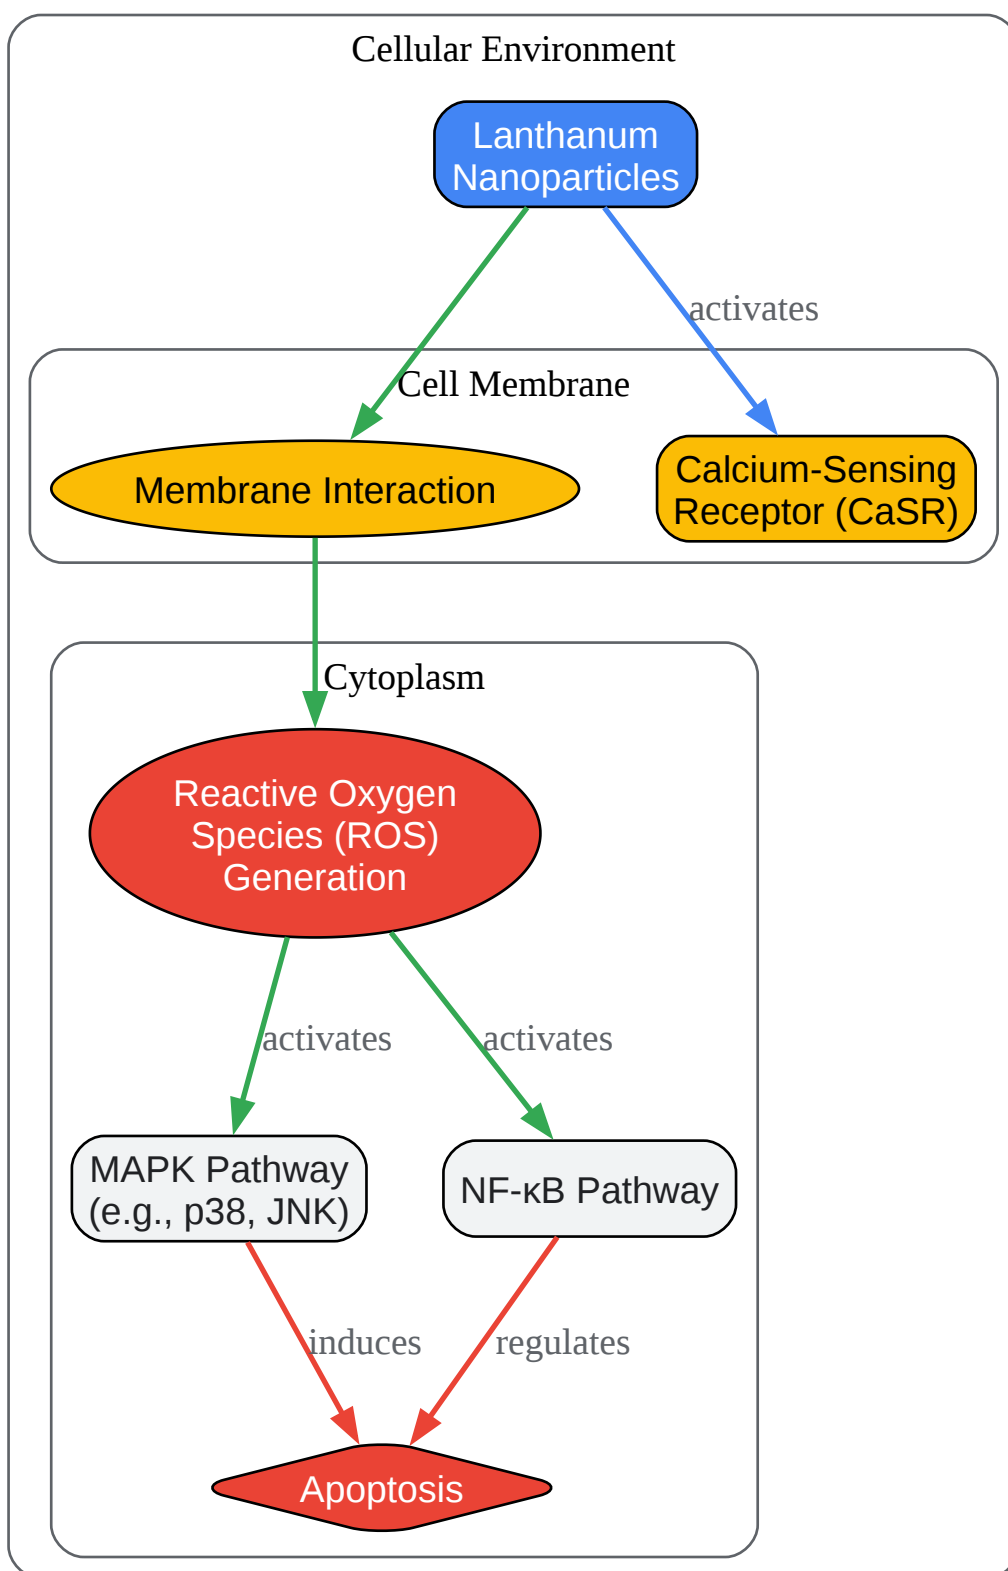 Cellular Environment
Lanthanum
Nanoparticles
activates
Cell Membrane
Membrane Interaction
Calcium-Sensing
Receptor (CaSR)
Cytoplasm
Reactive Oxygen
Species (ROS)
Generation
activates
activates
MAPK Pathway
(e.g., p38, JNK)
NF-κB Pathway
induces
regulates
Apoptosis